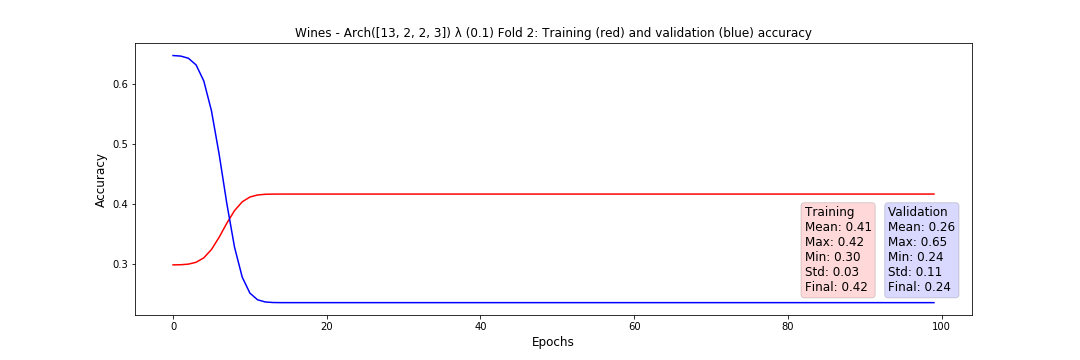 Wines - Arch([13, 2, 2, 3]) λ (0.1) Fold 2: Training (red) and validation (blue) accuracy
Accuracy
0.6
0.5
0.4
0.3
Training
Mean: 0.41
Max: 0.42
Min: 0.30
Std: 0.03
Final: 0.42
Validation
Mean: 0.26
Max: 0.65
Min: 0.24
Std: 0.11
Final: 0.24
0 20 40 60 80 100
Epochs